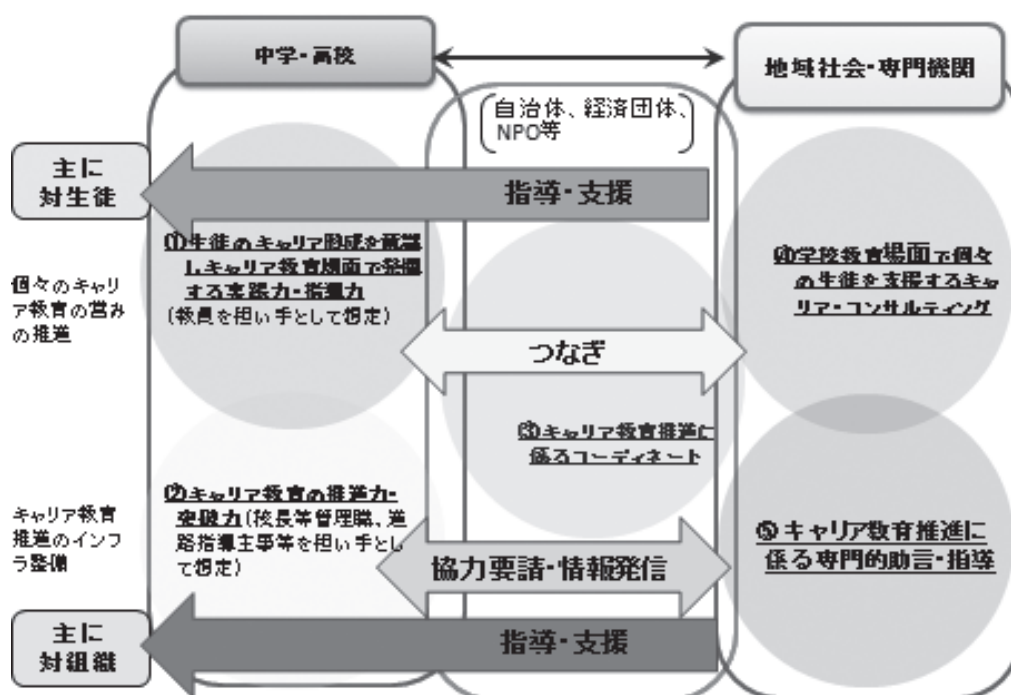 中学・高校
地域社会・専門機関
自治体、経済団体、
NPO等
主に
対生徒
指導・支援
(1)生徒のキャリア形成を認識
しキャリア教育場面で発揮
する実践力・指導力
(教員を担い手として想定)
(4)学校教育場面で個々
の生徒を支援するキャ
リア・コンサルティング
個々のキャリ
ア教育の営み
の推進
つなぎ
(3)キャリア教育推進に
係るコーディネート
(2)キャリア教育の推進力・
突破力(校長等管理職、進
路指導主事等を担い手とし
て想定)
キャリア教育
推進のインフ
ラ整備
協力要請・情報発信
(5)キャリア教育推進に
係る専門的助言・指導
主に
対組織
指導・支援